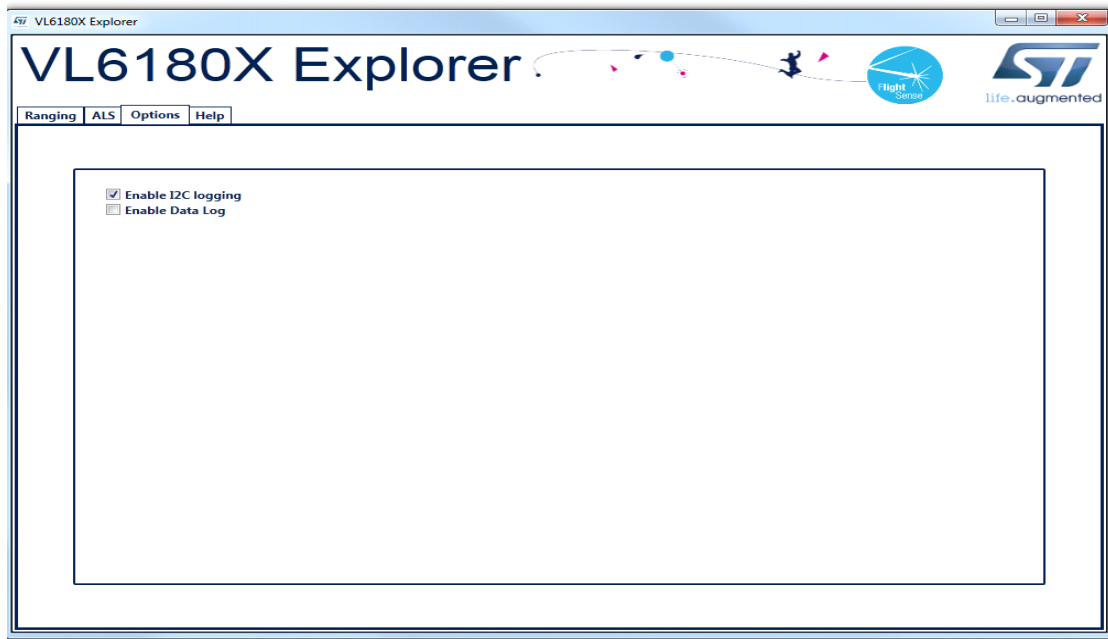 VL6180X Explorer
VL6180X Explorer
Flight
Sense
life.augmented
Ranging ALS Options Help
Enable I2C logging
Enable Data Log